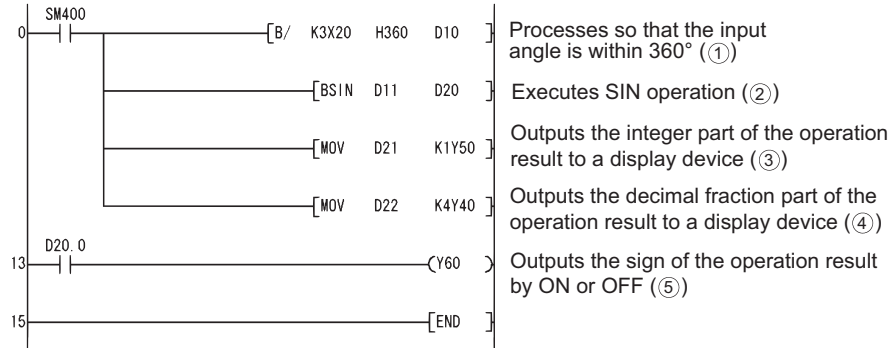 SM400
0 B/ K3X20 H360 D10 Processes so that the input
angle is within 360° (①)
BSIN D11 D20 Executes SIN operation (②)
MOV D21 K1Y50 Outputs the integer part of the operation
result to a display device (③)
MOV D22 K4Y40 Outputs the decimal fraction part of the
operation result to a display device (④)
D20. 0
13 Y60 Outputs the sign of the operation result
by ON or OFF (⑤)
15 END